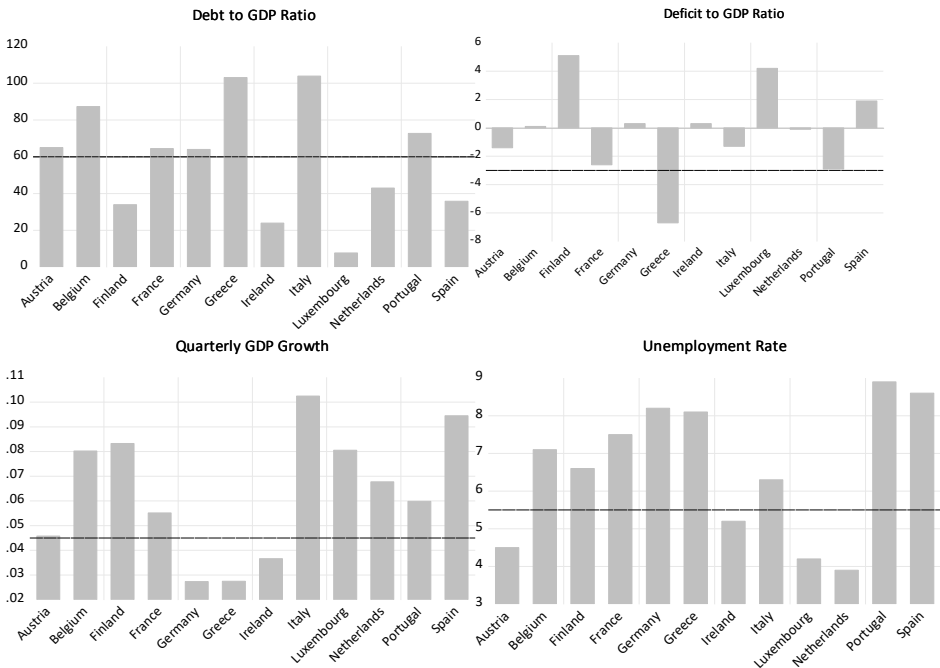 Debt to GDP Ratio
120
100
80
60
40
20
0
Austria
Belgium
Finland
France
Germany
Greece
Ireland
Italy
Luxembourg
Netherlands
Portugal
Spain
Deficit to GDP Ratio
6
4
2
0
-2
-4
-6
-8
Austria
Belgium
Finland
France
Germany
Greece
Ireland
Italy
Luxembourg
Netherlands
Portugal
Spain
Quarterly GDP Growth
.11
.10
.09
.08
.07
.06
.05
.04
.03
.02
Austria
Belgium
Finland
France
Germany
Greece
Ireland
Italy
Luxembourg
Netherlands
Portugal
Spain
Unemployment Rate
9
8
7
6
5
4
3
Austria
Belgium
Finland
France
Germany
Greece
Ireland
Italy
Luxembourg
Netherlands
Portugal
Spain